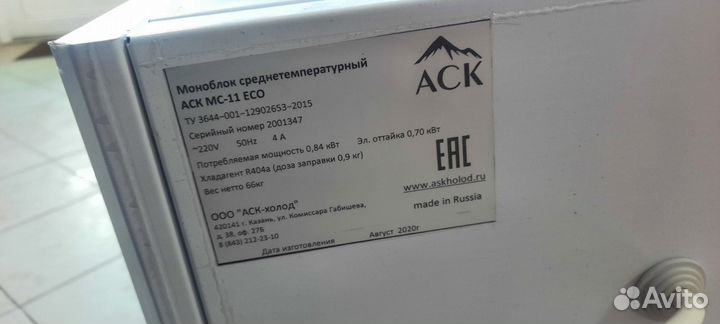 Моноблок среднетемпературный
АСК МС-11 ECO
ТУ 3644-001-12902653-2015
Серийный номер 2001347
~220V 50Hz 4 А
Потребляемая мощность 0,84 кВт Эл. оттайка 0,70 кВт
Хладагент R404a (доза заправки 0,9 кг)
Вес нетто 66кг
ООО "АСК-холод"
420141 г. Казань, ул. Комиссара Габишева,
д. 38, оф. 27Б
8 (843) 212-23-10
Дата изготовления Август 2020г
АСК
EAC
www.askholod.ru
made in Russia
Avito